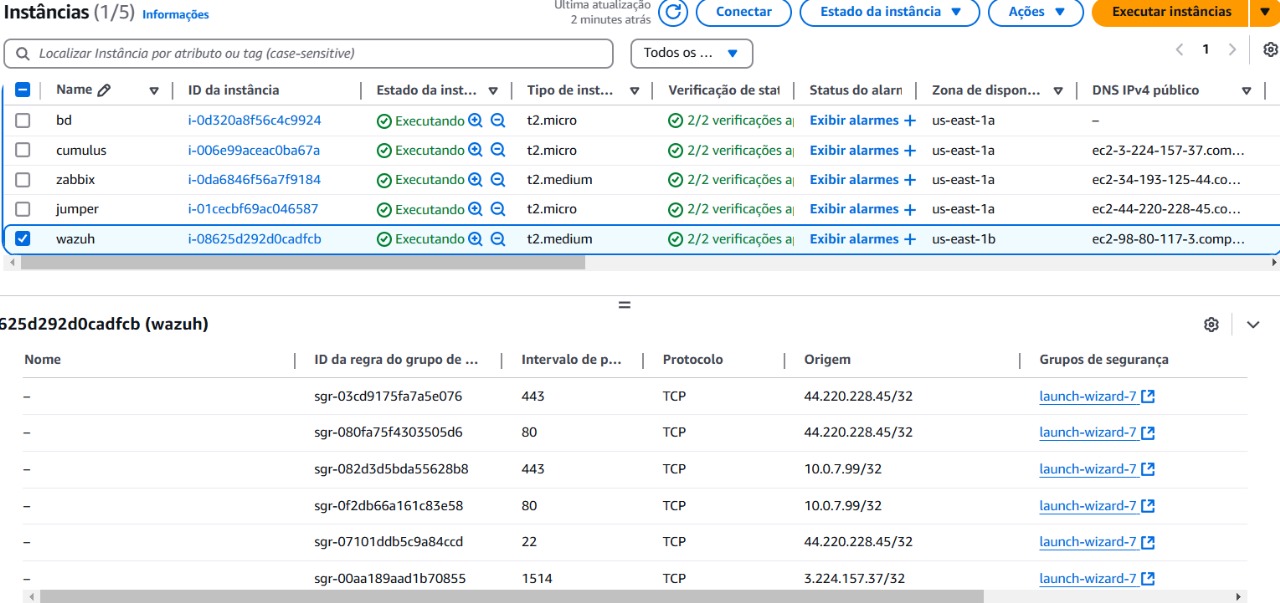 Instâncias (1/5) Informações
Última atualização
2 minutes atrás
Conectar
Estado da instância
Ações
Executar instâncias
Localizar Instância por atributo ou tag (case-sensitive)
Todos os ...
1
Name ID da instância Estado da inst... Tipo de inst... Verificação de stat Status do alarn Zona de dispon... DNS IPv4 público
bd i-0d320a8f56c4c9924 Executando t2.micro 2/2 verificações a Exibir alarmes + us-east-1a –
cumulus i-006e99aceac0ba67a Executando t2.micro 2/2 verificações a Exibir alarmes + us-east-1a ec2-3-224-157-37.com...
zabbix i-0da6846f56a7f9184 Executando t2.medium 2/2 verificações a Exibir alarmes + us-east-1a ec2-34-193-125-44.co...
jumper i-01cecbf69ac046587 Executando t2.micro 2/2 verificações a Exibir alarmes + us-east-1a ec2-44-220-228-45.co...
wazuh i-08625d292d0cadfcb Executando t2.medium 2/2 verificações a Exibir alarmes + us-east-1b ec2-98-80-117-3.comp...
625d292d0cadfcb (wazuh)
Nome ID da regra do grupo de ... Intervalo de p... Protocolo Origem Grupos de segurança
– sgr-03cd9175fa7a5e076 443 TCP 44.220.228.45/32 launch-wizard-7
– sgr-080fa75f4303505d6 80 TCP 44.220.228.45/32 launch-wizard-7
– sgr-082d3d5bda55628b8 443 TCP 10.0.7.99/32 launch-wizard-7
– sgr-0f2db66a161c83e58 80 TCP 10.0.7.99/32 launch-wizard-7
– sgr-07101ddb5c9a84ccd 22 TCP 44.220.228.45/32 launch-wizard-7
– sgr-00aa189aad1b70855 1514 TCP 3.224.157.37/32 launch-wizard-7